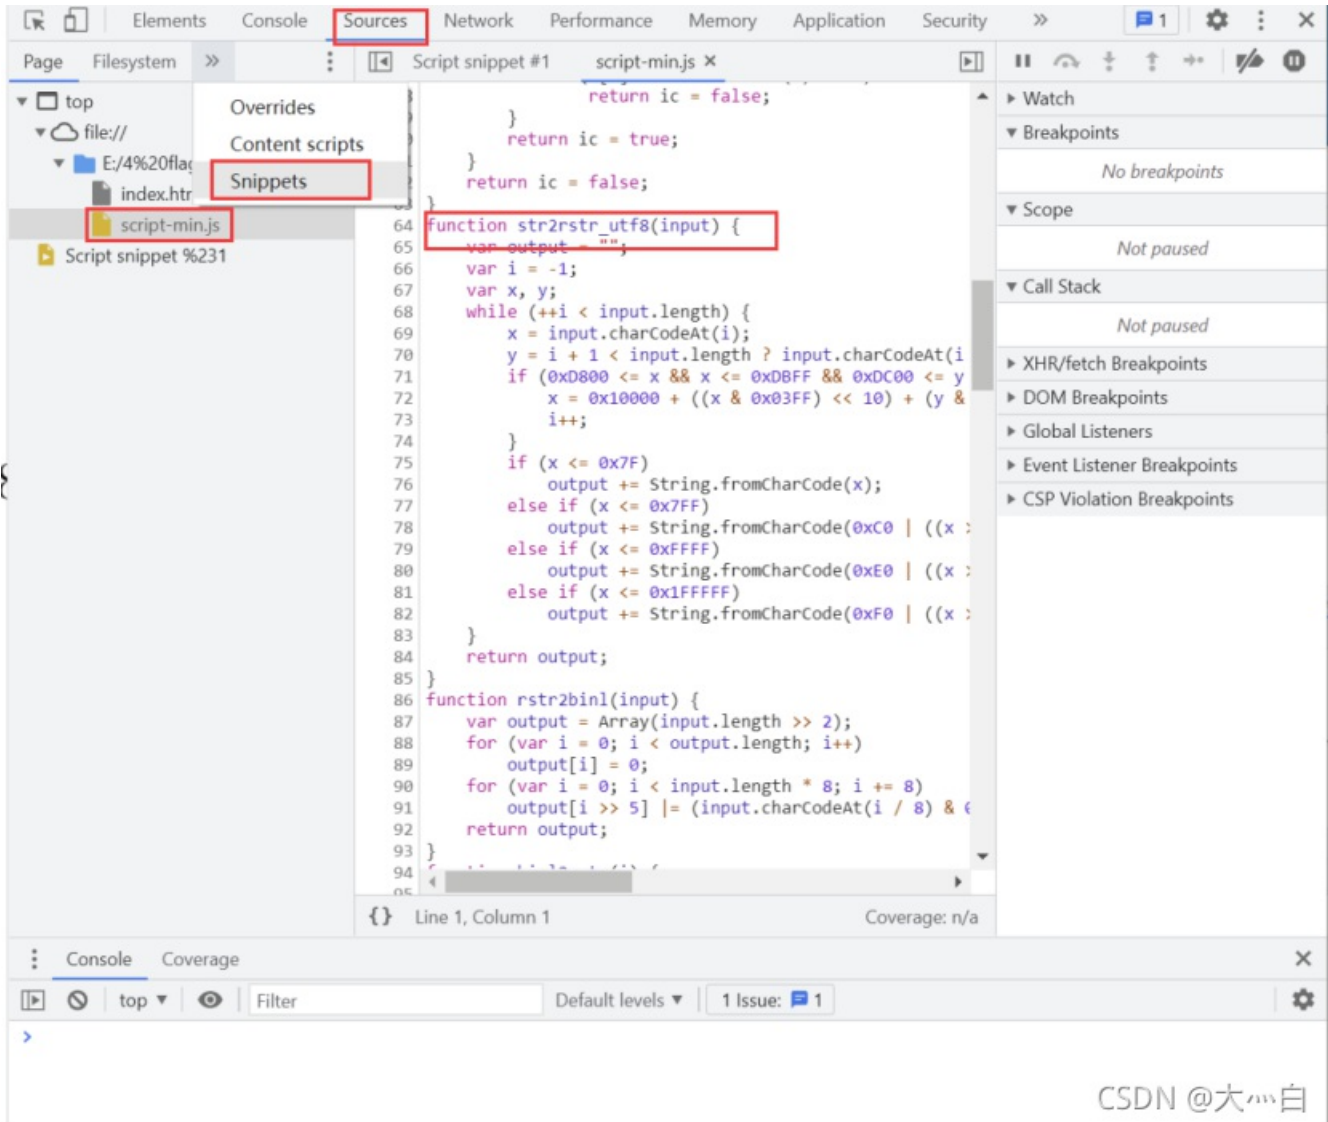 Elements Console Sources Network Performance Memory Application Security » 1
Page Filesystem » Script snippet #1 script-min.js ×
top
file://
E:/4%20flag
index.htr
script-min.js
Script snippet %231
Overrides
Content scripts
Snippets
return ic = false;
}
return ic = true;
}
return ic = false;
}
64 function str2rstr_utf8(input) {
65 var output = "";
66 var i = -1;
67 var x, y;
68 while (++i < input.length) {
69 x = input.charCodeAt(i);
70 y = i + 1 < input.length ? input.charCodeAt(i
71 if (0xD800 <= x && x <= 0xDBFF && 0xDC00 <= y
72 x = 0x10000 + ((x & 0x03FF) << 10) + (y &
73 i++;
74 }
75 if (x <= 0x7F)
76 output += String.fromCharCode(x);
77 else if (x <= 0x7FF)
78 output += String.fromCharCode(0xC0 | ((x >
79 else if (x <= 0xFFFF)
80 output += String.fromCharCode(0xE0 | ((x >
81 else if (x <= 0x1FFFFF)
82 output += String.fromCharCode(0xF0 | ((x >
83 }
84 return output;
85 }
86 function rstr2binl(input) {
87 var output = Array(input.length >> 2);
88 for (var i = 0; i < output.length; i++)
89 output[i] = 0;
90 for (var i = 0; i < input.length * 8; i += 8)
91 output[i >> 5] |= (input.charCodeAt(i / 8) &
92 return output;
93 }
94
{} Line 1, Column 1 Coverage: n/a
Watch
Breakpoints
No breakpoints
Scope
Not paused
Call Stack
Not paused
XHR/fetch Breakpoints
DOM Breakpoints
Global Listeners
Event Listener Breakpoints
CSP Violation Breakpoints
Console Coverage
top Filter Default levels 1 Issue: 1
>
CSDN @大灬白